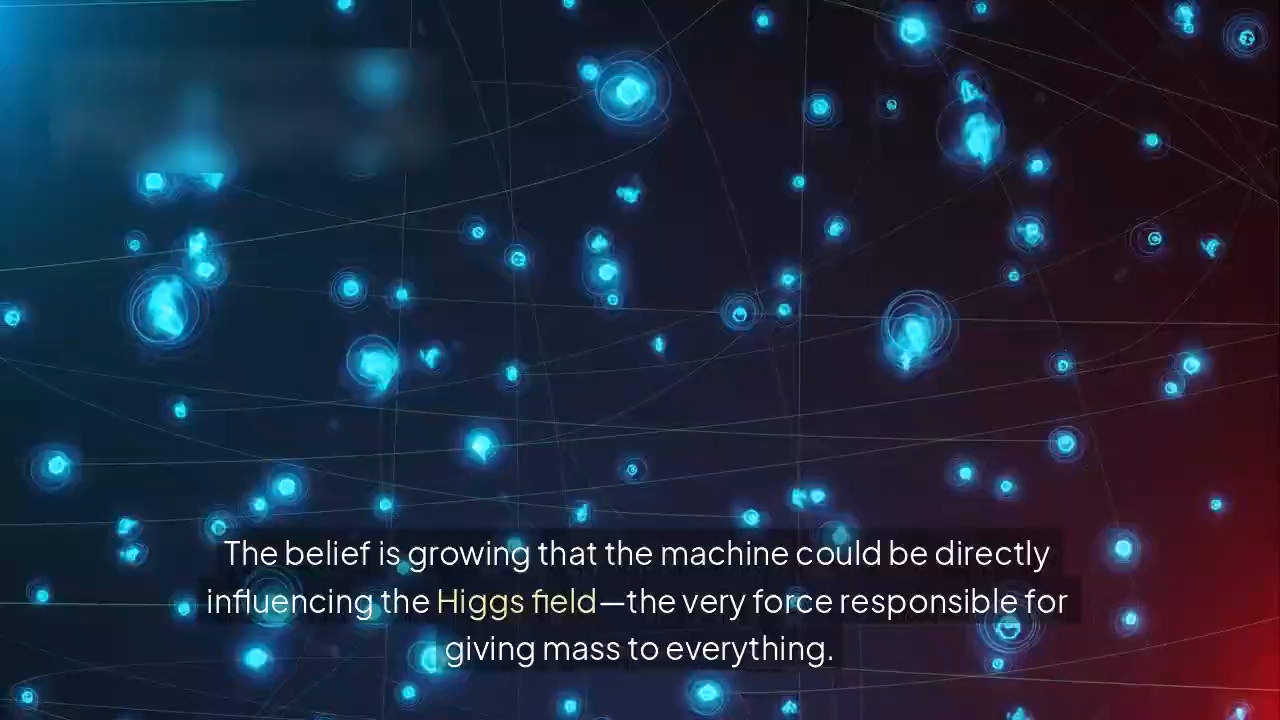 The belief is growing that the machine could be directly
influencing the Higgs field—the very force responsible for
giving mass to everything.